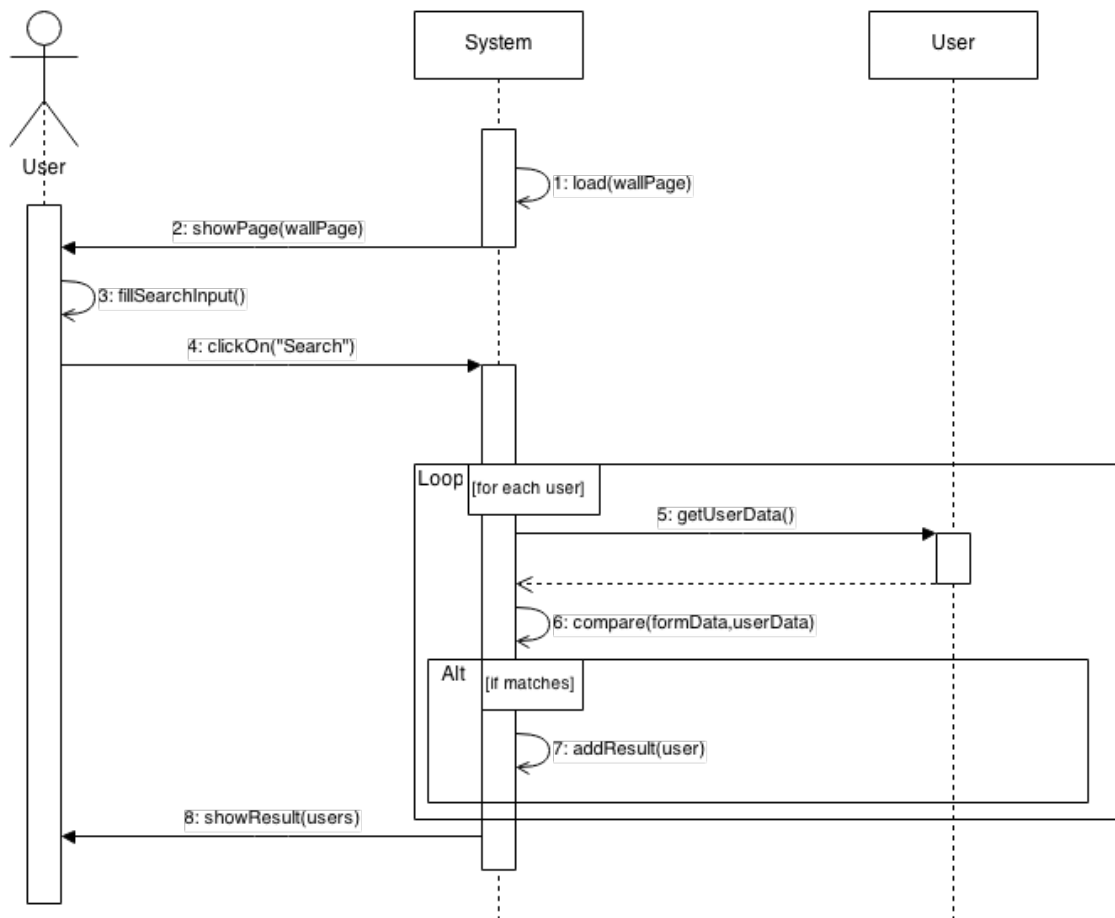 System
User
User
1: load(wallPage)
2: showPage(wallPage)
3: fillSearchInput()
4: clickOn("Search")
Loop
[for each user]
5: getUserData()
6: compare(formData,userData)
Alt
[if matches]
7: addResult(user)
8: showResult(users)